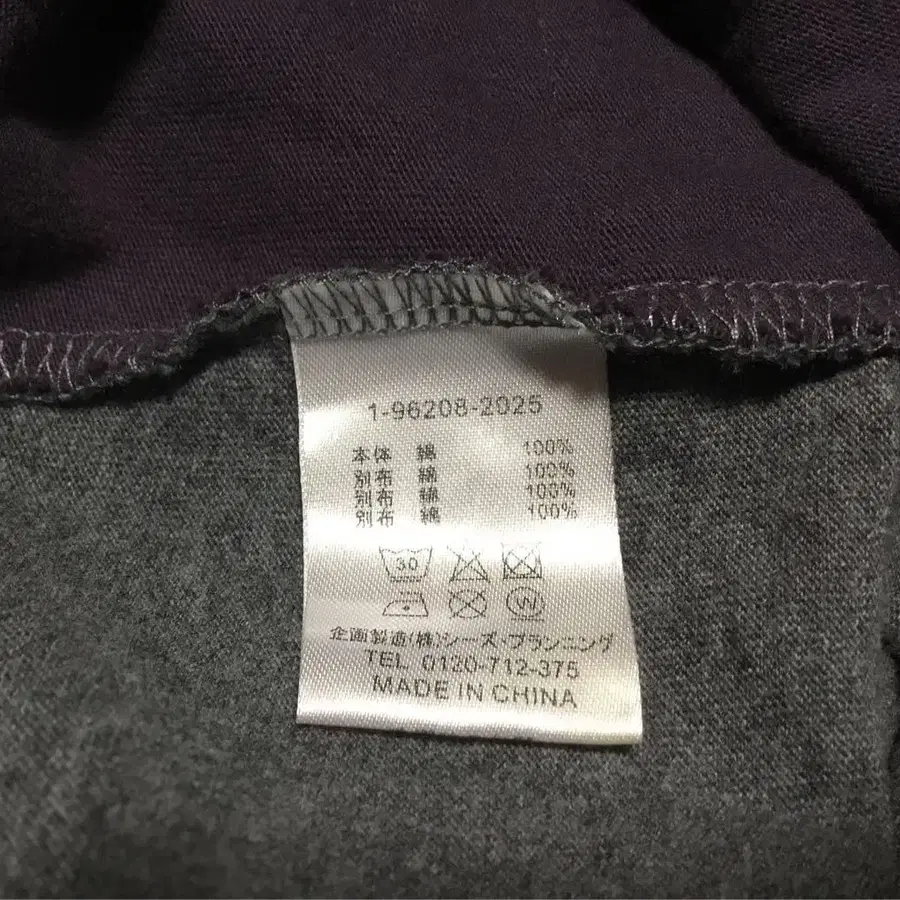 1-96208-2025
本体 綿 100%
別布 綿 100%
別布 綿 100%
別布 綿 100%
30
W
企画製造(株)シーズ・プランニング
TEL 0120-712-375
MADE IN CHINA